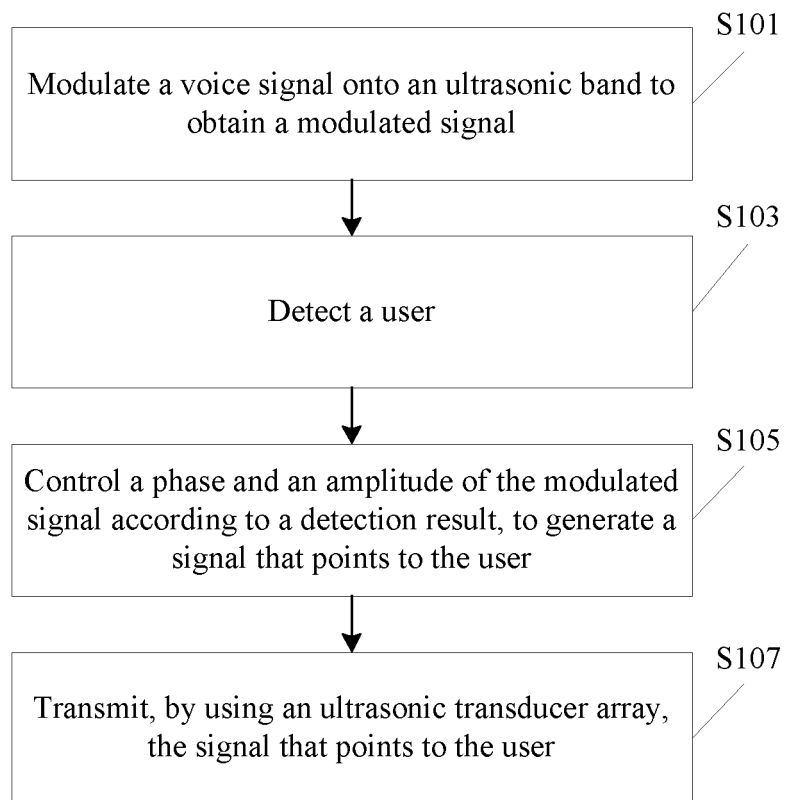 S101
Modulate a voice signal onto an ultrasonic band to
obtain a modulated signal
S103
Detect a user
S105
Control a phase and an amplitude of the modulated
signal according to a detection result, to generate a
signal that points to the user
S107
Transmit, by using an ultrasonic transducer array,
the signal that points to the user